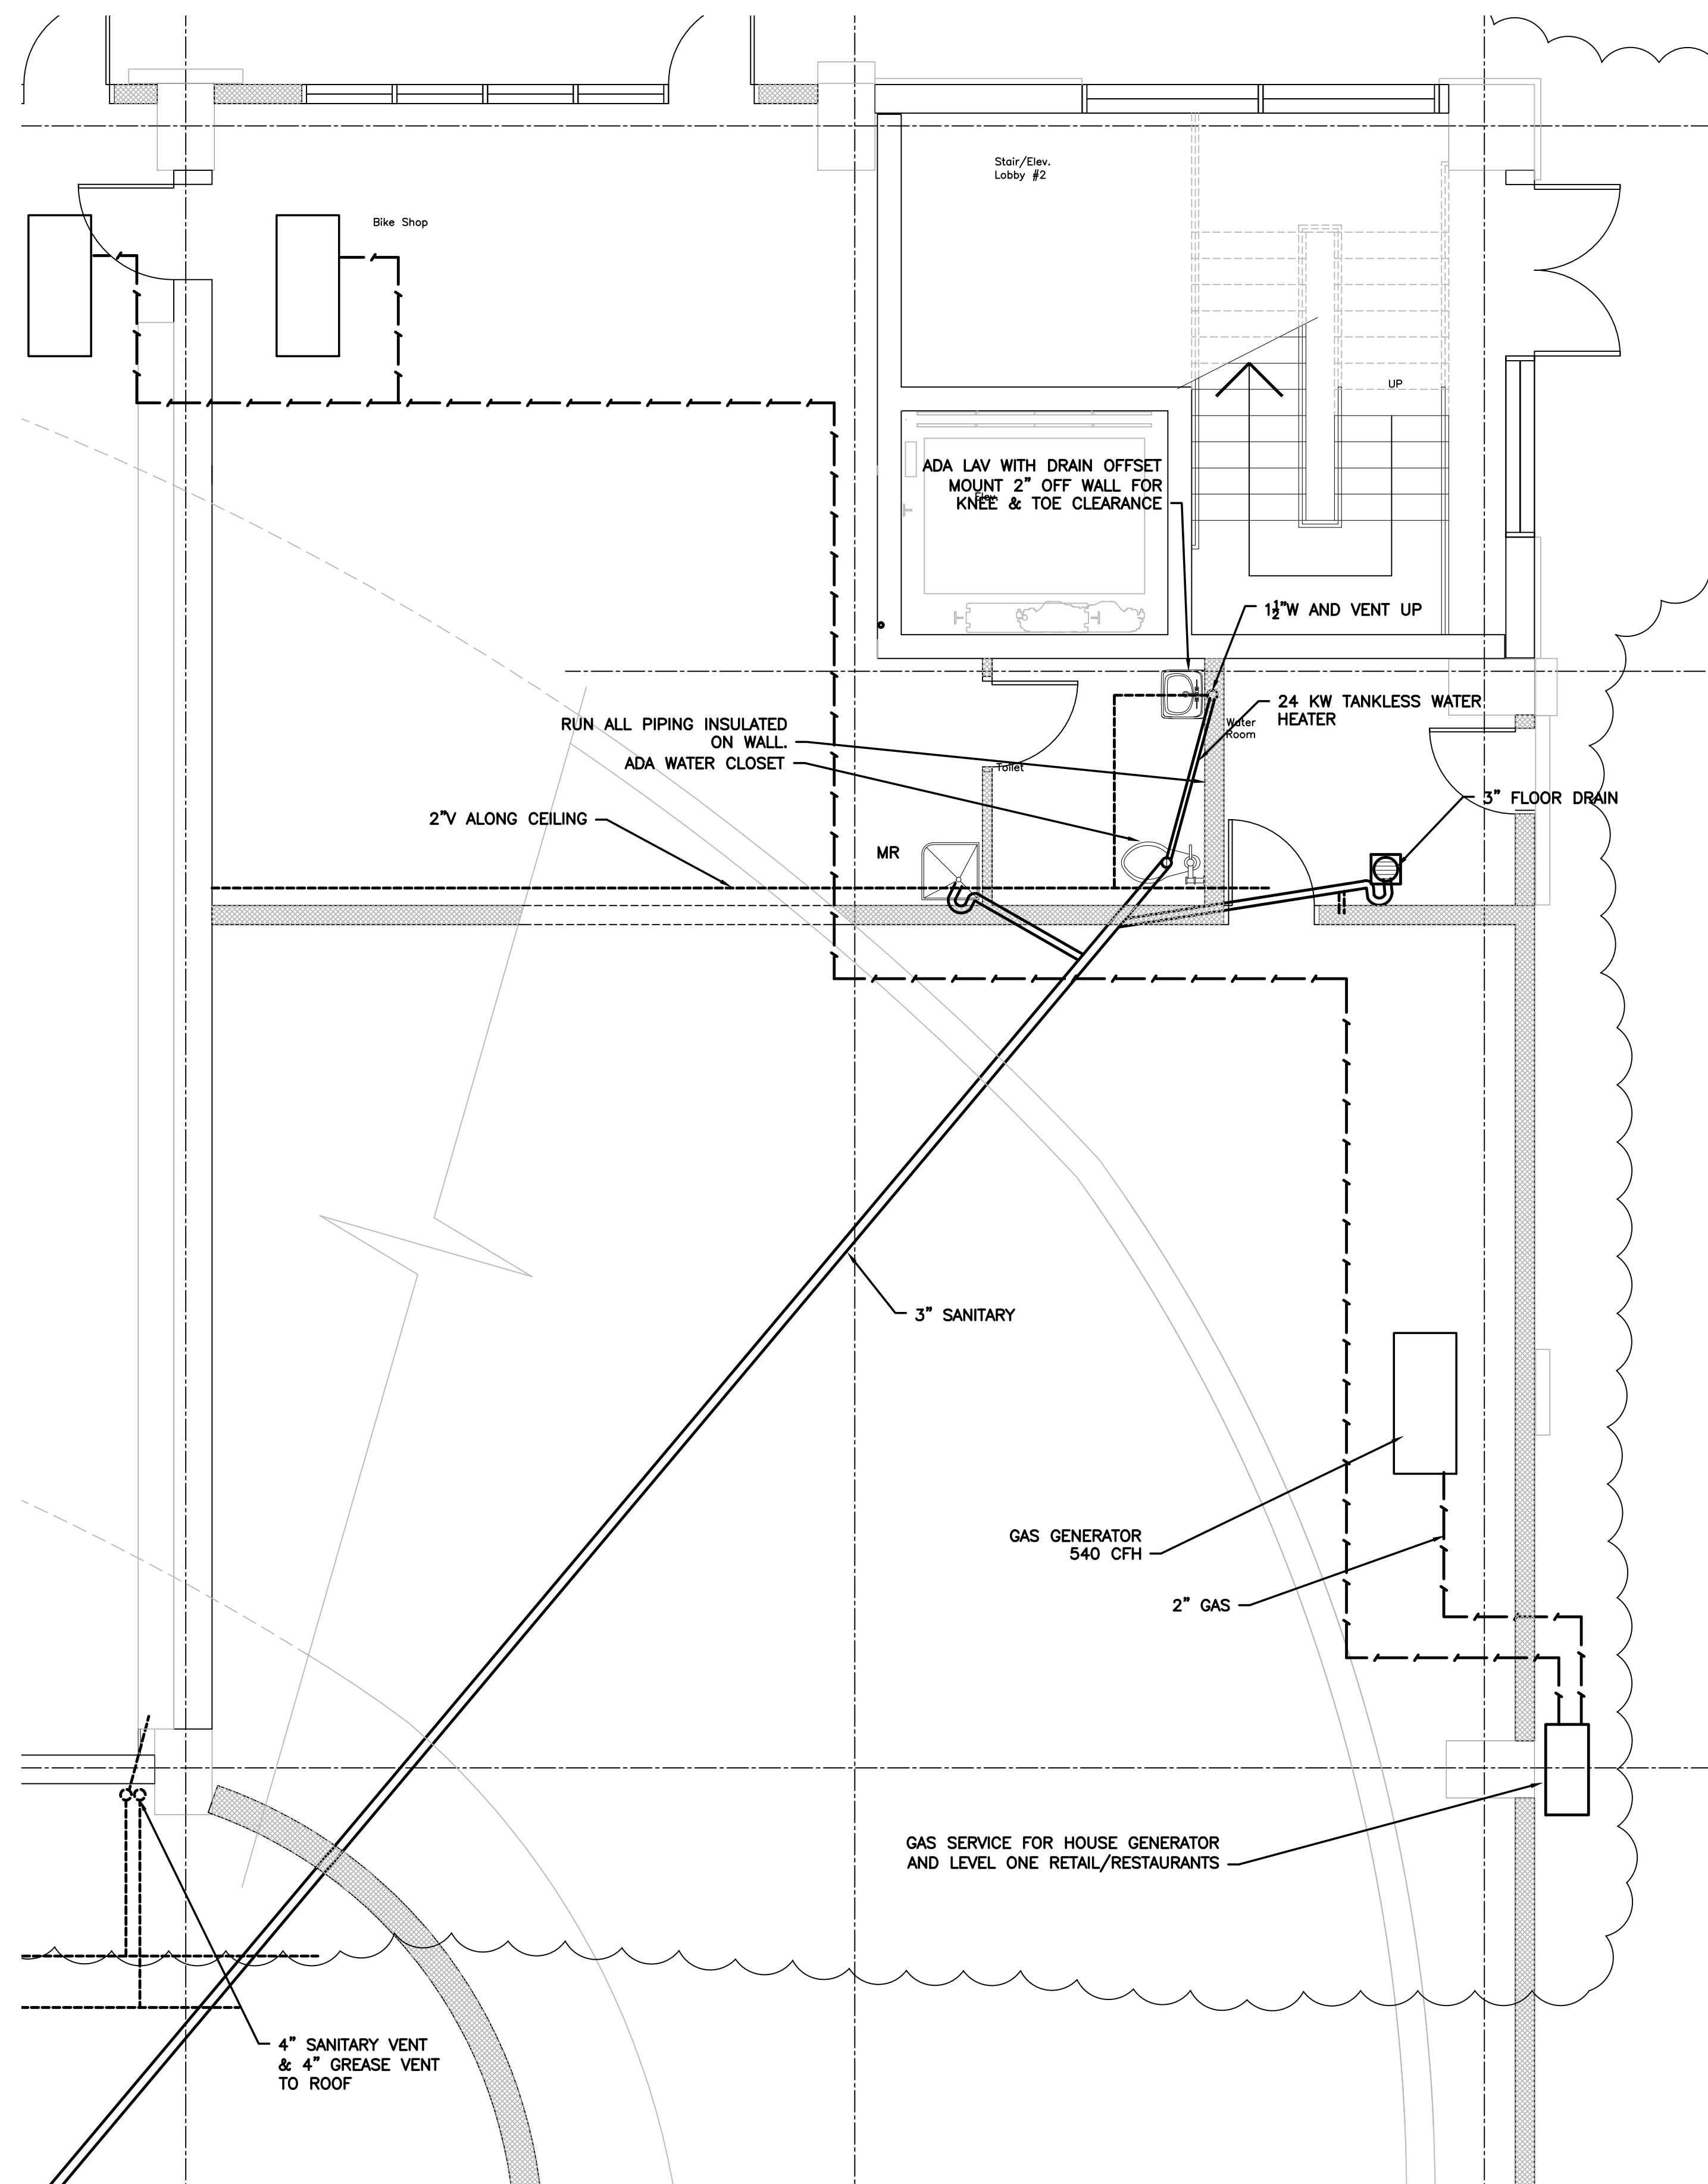 Stair/Elev.
Lobby #2
Bike Shop
UP
ADA LAV WITH DRAIN OFFSET
MOUNT 2" OFF WALL FOR
Elev.
KNEE & TOE CLEARANCE
1½"W AND VENT UP
24 KW TANKLESS WATER
HEATER
Water
Room
RUN ALL PIPING INSULATED
ON WALL.
ADA WATER CLOSET
Toilet
3" FLOOR DRAIN
2"V ALONG CEILING
MR
3" SANITARY
GAS GENERATOR
540 CFH
2" GAS
GAS SERVICE FOR HOUSE GENERATOR
AND LEVEL ONE RETAIL/RESTAURANTS
4" SANITARY VENT
& 4" GREASE VENT
TO ROOF